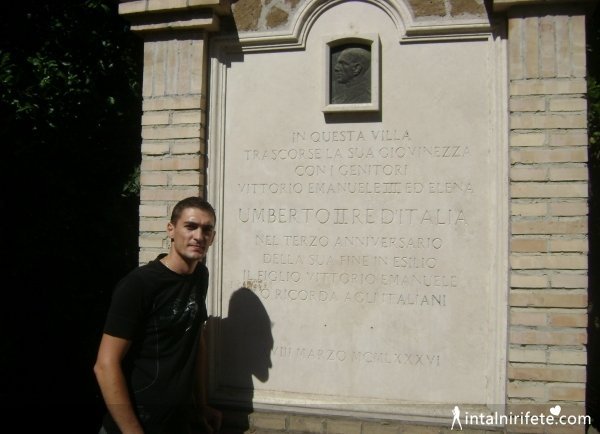 IN QUESTA VILLA
TRASCORSE LA SUA GIOVINEZZA
CON I GENITORI
VITTORIO EMANUELE III ED ELENA
UMBERTO II RE D'ITALIA
NEL TERZO ANNIVERSARIO
DELLA SUA FINE IN ESILIO
IL FIGLIO VITTORIO EMANUELE
LO RICORDA AGLI ITALIANI
MARZO MCMLXXXVI
intalnirifete.com